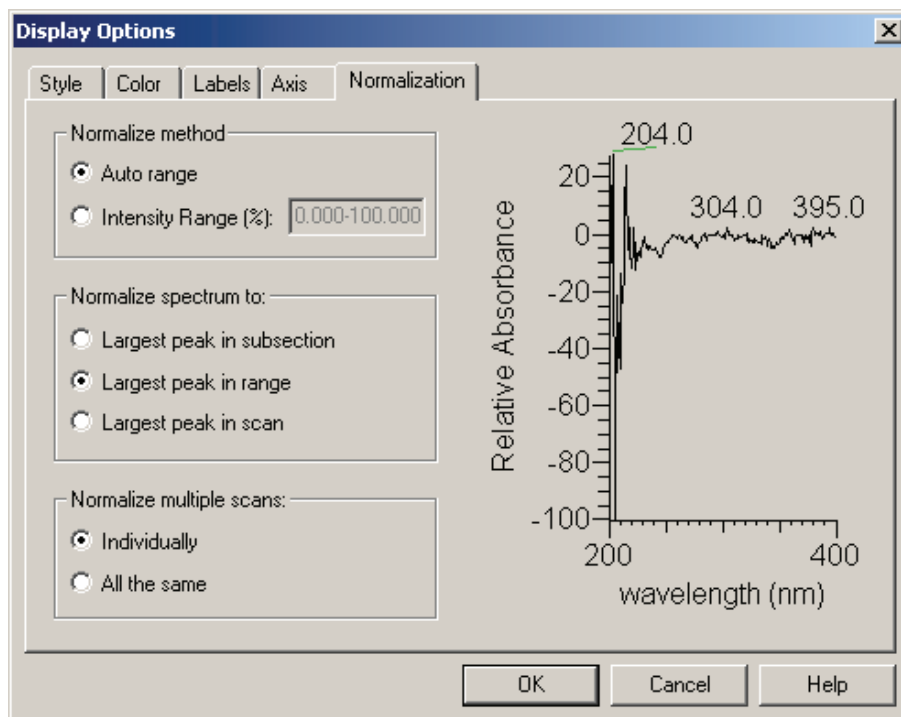 Display Options
Style Color Labels Axis Normalization
Normalize method
Auto range
Intensity Range (%): 0.000-100.000
Normalize spectrum to:
Largest peak in subsection
Largest peak in range
Largest peak in scan
Normalize multiple scans:
Individually
All the same
204.0
304.0 395.0
20
0
-20
-40
-60
-80
-100
Relative Absorbance
200 400
wavelength (nm)
OK Cancel Help